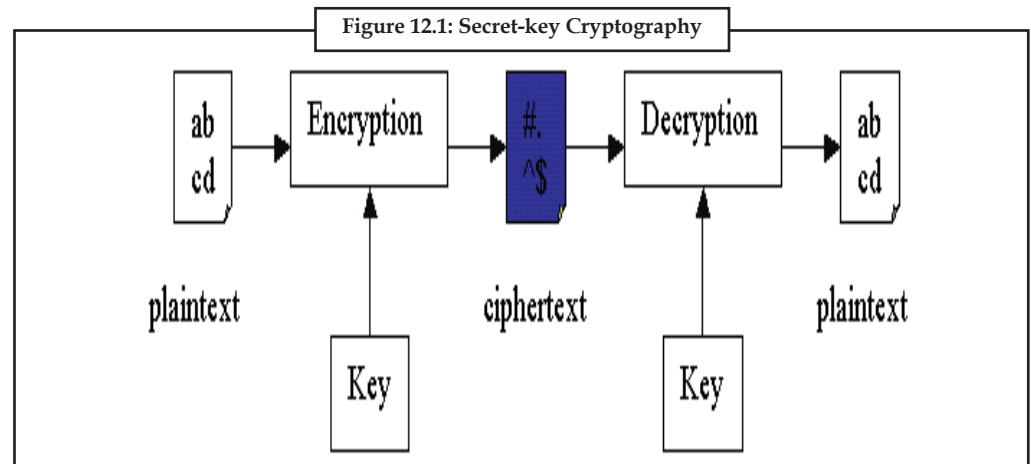 Figure 12.1: Secret-key Cryptography
ab
cd
Encryption
#.
^$
Decryption
ab
cd
plaintext
ciphertext
plaintext
Key
Key